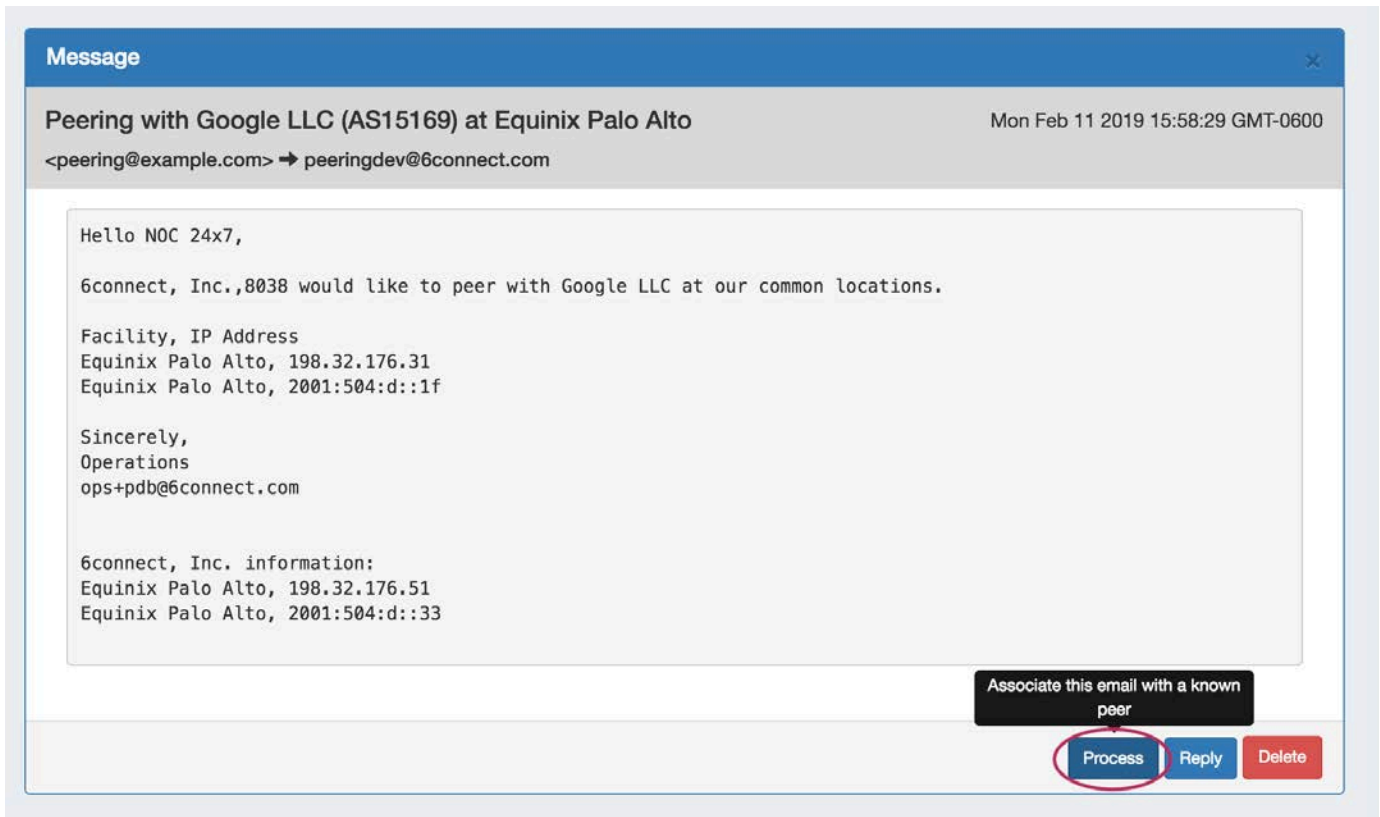 Message
×
Peering with Google LLC (AS15169) at Equinix Palo Alto
Mon Feb 11 2019 15:58:29 GMT-0600
<peering@example.com> ➔ peeringdev@6connect.com
Hello NOC 24x7,
6connect, Inc.,8038 would like to peer with Google LLC at our common locations.
Facility, IP Address
Equinix Palo Alto, 198.32.176.31
Equinix Palo Alto, 2001:504:d::1f
Sincerely,
Operations
ops+pdb@6connect.com
6connect, Inc. information:
Equinix Palo Alto, 198.32.176.51
Equinix Palo Alto, 2001:504:d::33
Associate this email with a known
peer
Process
Reply
Delete